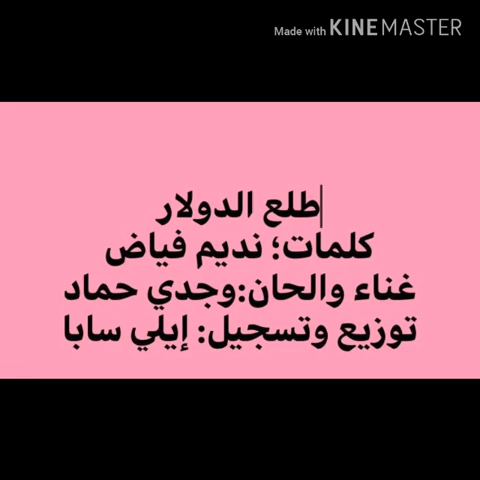 Made with KINEMASTER
طلع الدولار
كلمات؛ نديم فياض
غناء والحان:وجدي حماد
توزيع وتسجيل: إيلي سابا